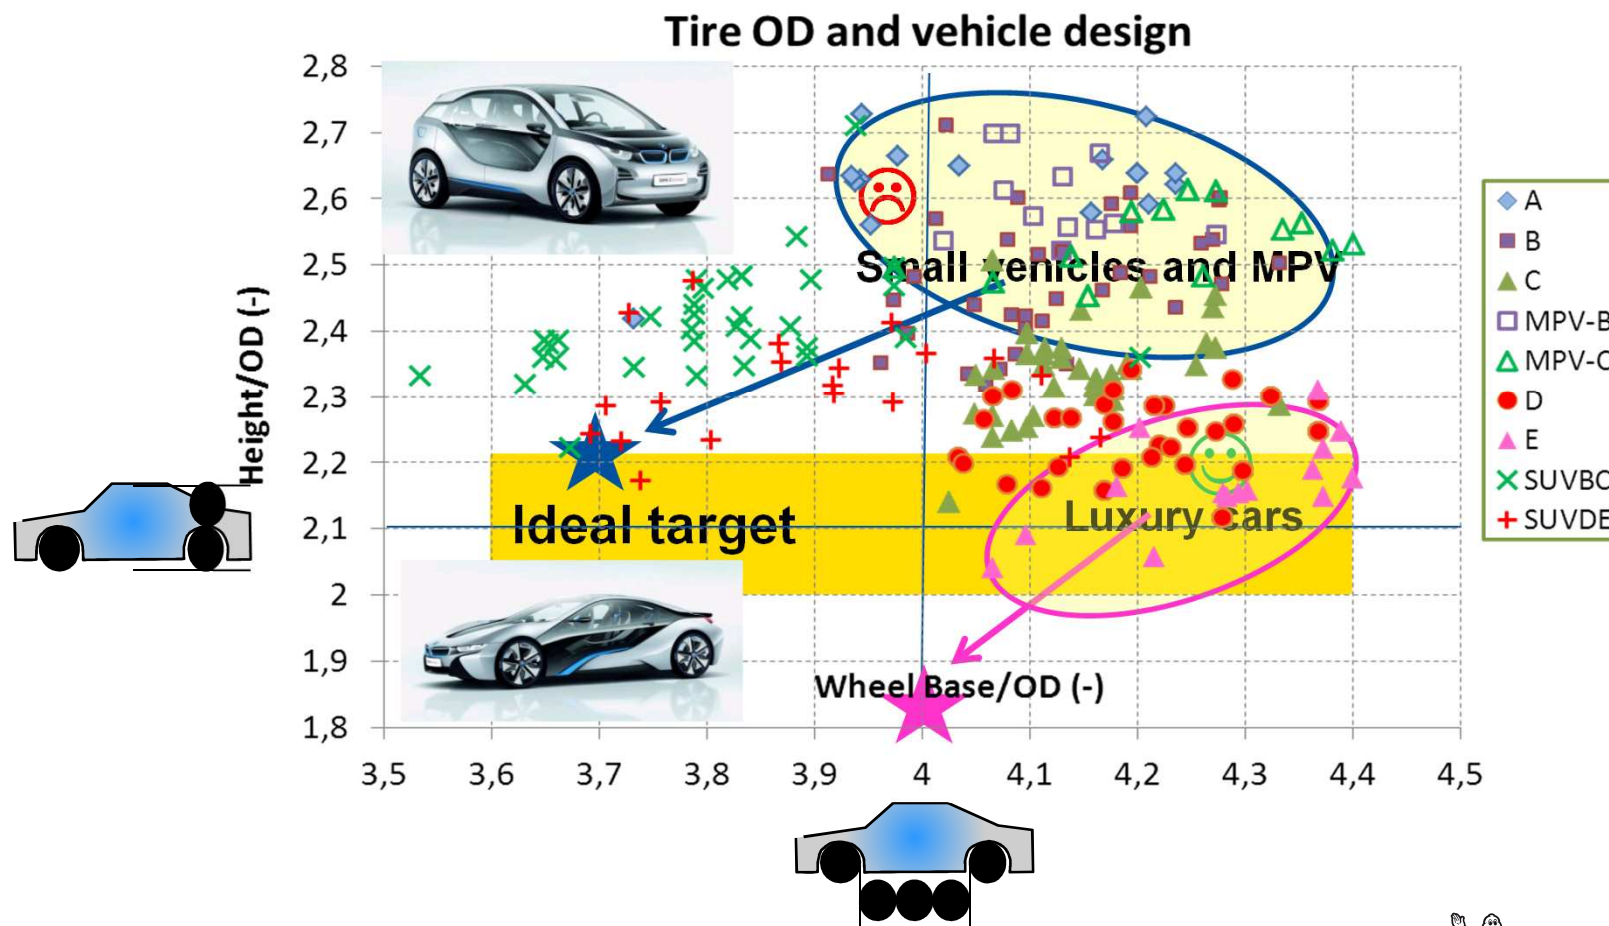 Tire OD and vehicle design
2,8
2,7
2,6
2,5
2,4
2,3
2,2
2,1
2
1,9
1,8
Height/OD (-)
Small vehicles and MPV
Ideal target
Luxury cars
Wheel Base/OD (-)
3,5 3,6 3,7 3,8 3,9 4 4,1 4,2 4,3 4,4 4,5
A
B
C
MPV-B
MPV-C
D
E
SUVBC
SUVDE